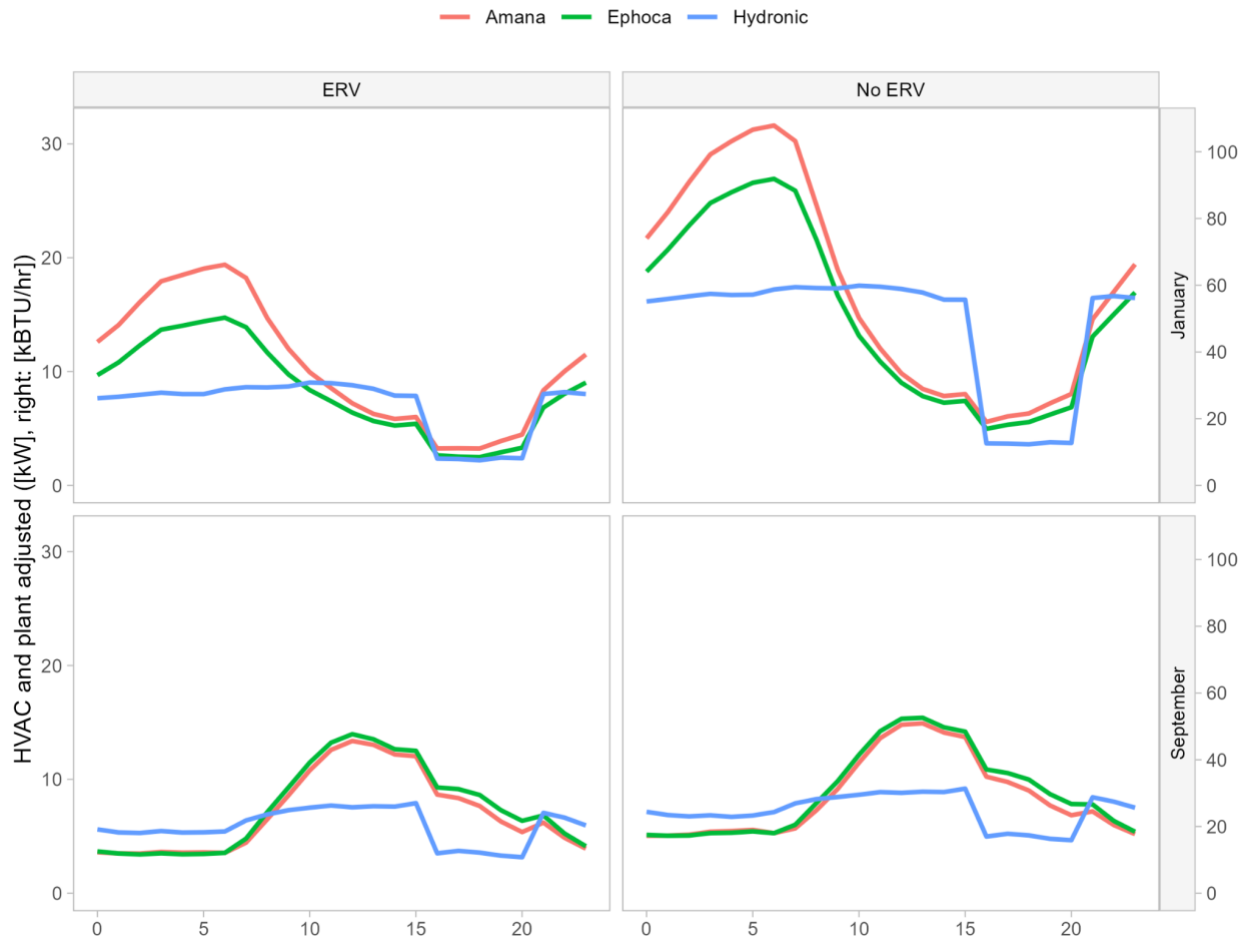 Amana Ephoca Hydronic
ERV No ERV
HVAC and plant adjusted ([kW], right: [kBTU/hr])
30
20
10
0
100
80
60
40
20
0
January
30
20
10
0
100
80
60
40
20
0
September
0 5 10 15 20
0 5 10 15 20